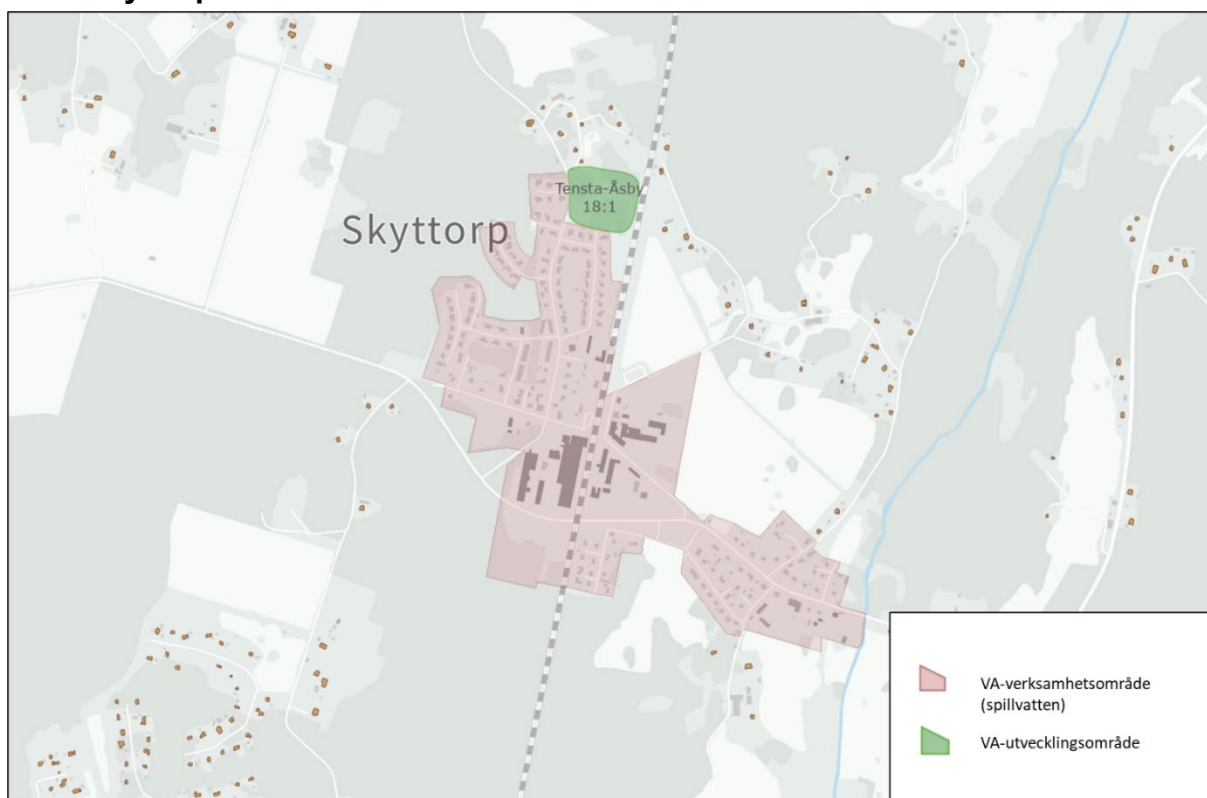 Tensta-Åsby
18:1
Skyttorp
VA-verksamhetsområde
(spillvatten)
VA-utvecklingsområde